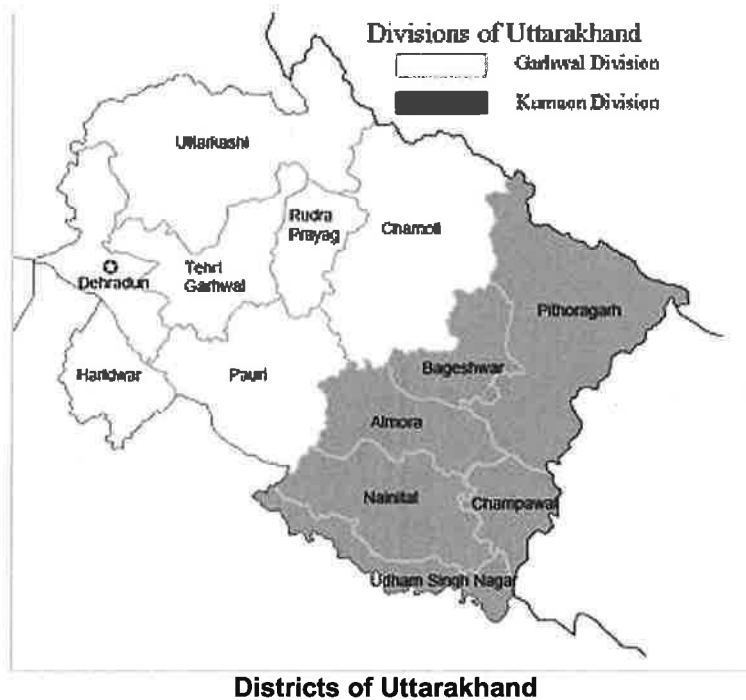 Divisions of Uttarakhand
Garhwal Division
Kumaon Division
Uttarkashi
Rudra
Prayag
Chamoli
Tehri
Garhwal
Dehradun
Pithoragarh
Haridwar
Pauri
Bageshwar
Almora
Nainital
Champawat
Udham Singh Nagar
Districts of Uttarakhand